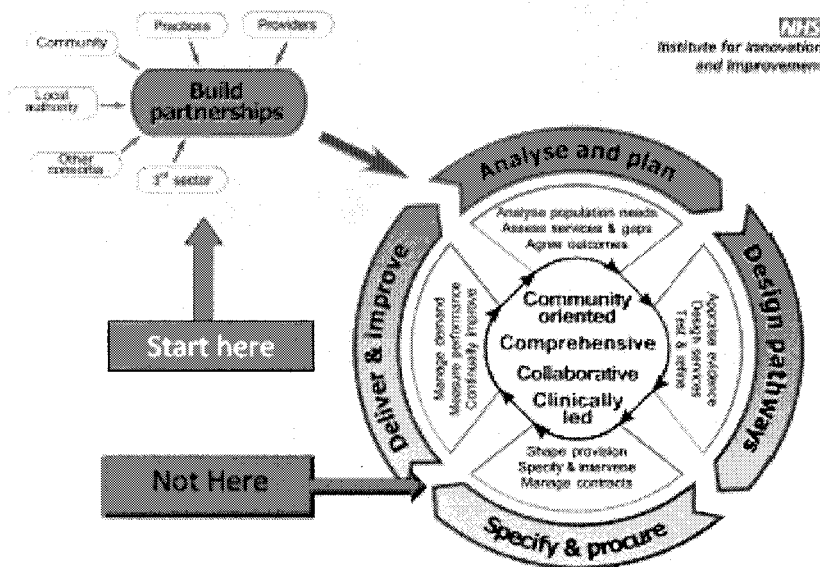 NHS
Institute for Innovation
and Improvement
Practices
Providers
Community
Build
partnerships
Local
authority
Other
consortia
3rd sector
Start here
Not Here
Analyse and plan
Analyse population needs
Assess services & gaps
Agree outcomes
Design pathways
Appraise evidence
Design services
Test & refine
Specify & procure
Shape provision
Specify & intervene
Manage contracts
Deliver & improve
Manage demand
Measure performance
Continually improve
Community
oriented
Comprehensive
Collaborative
Clinically
led